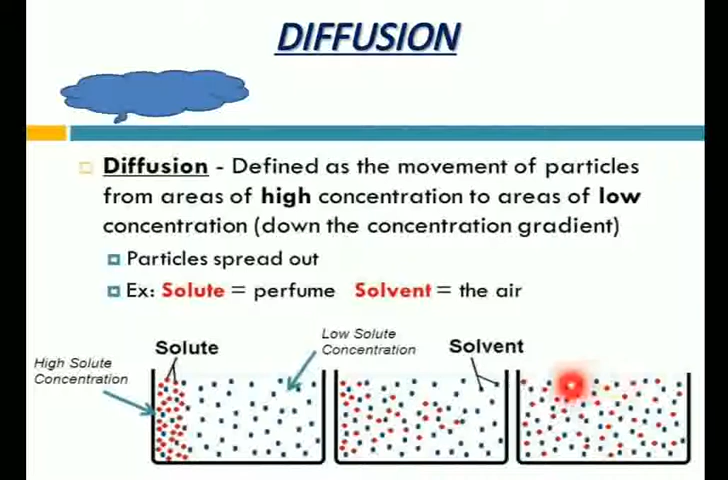 DIFFUSION
Diffusion - Defined as the movement of particles
from areas of high concentration to areas of low
concentration (down the concentration gradient)
Particles spread out
Ex: Solute = perfume Solvent = the air
High Solute
Concentration
Solute
Low Solute
Concentration
Solvent